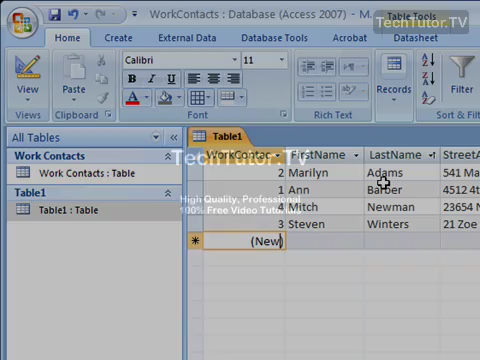 WorkContacts : Database (Access 2007) - M...
Table Tools
TechTutor.TV
Home Create External Data Database Tools Acrobat Datasheet
View
Views
Paste
Clipboard
Calibri 11
B I U
A
Font
Rich Text
Records
Filter
Sort & Filter
All Tables
Work Contacts
Work Contacts : Table
Table1
Table1 : Table
Table1
WorkContac FirstName LastName StreetA
2 Marilyn Adams 541 Ma
1 Ann Barber 4512 4t
4 Mitch Newman 23654 N
3 Steven Winters 21 Zoe
(New)
TechTutor.TV
High Quality, Professional
100% Free Video Tutorials